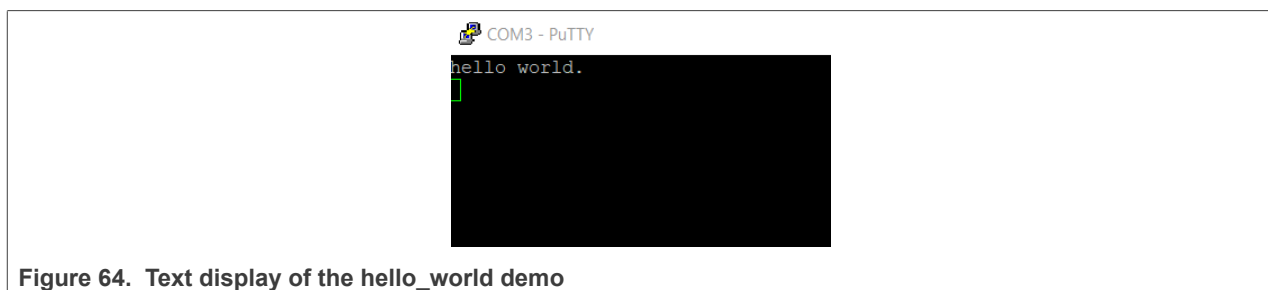 COM3 - PuTTY
hello world.
Figure 64. Text display of the hello_world demo